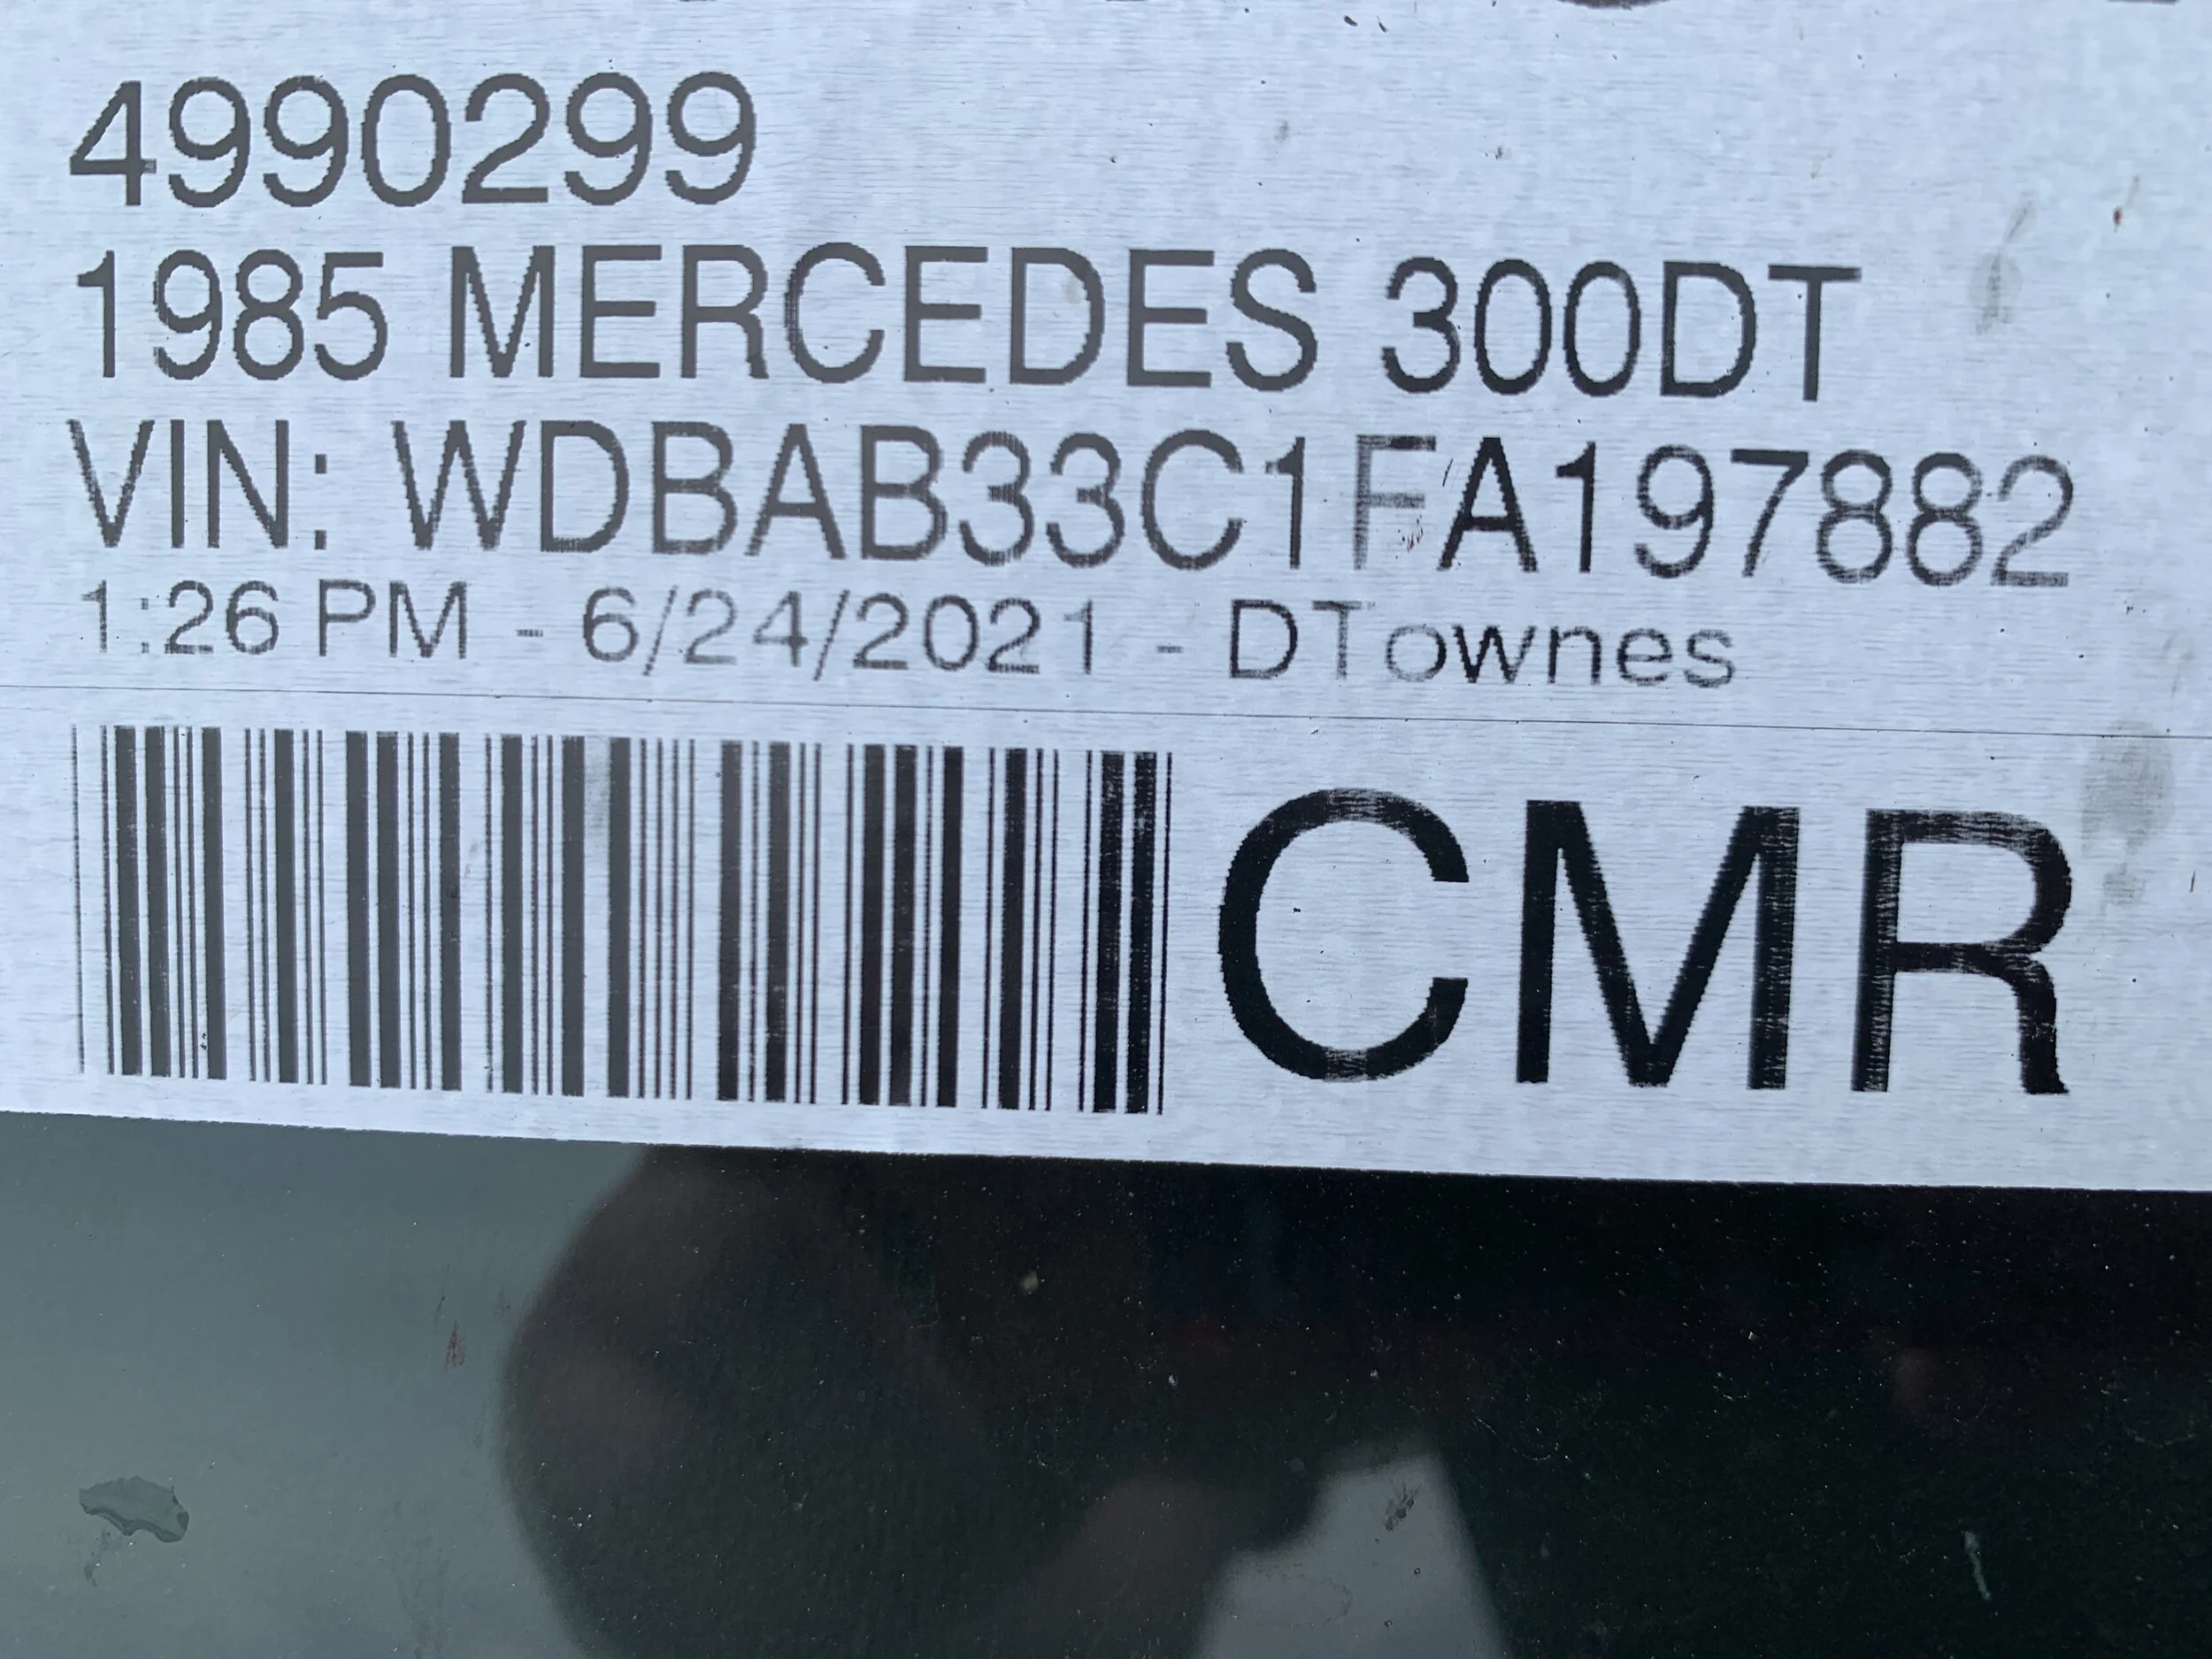 4990299
1985 MERCEDES 300DT
VIN: WDBAB33C1FA197882
1:26 PM - 6/24/2021 - DTownes
CMR